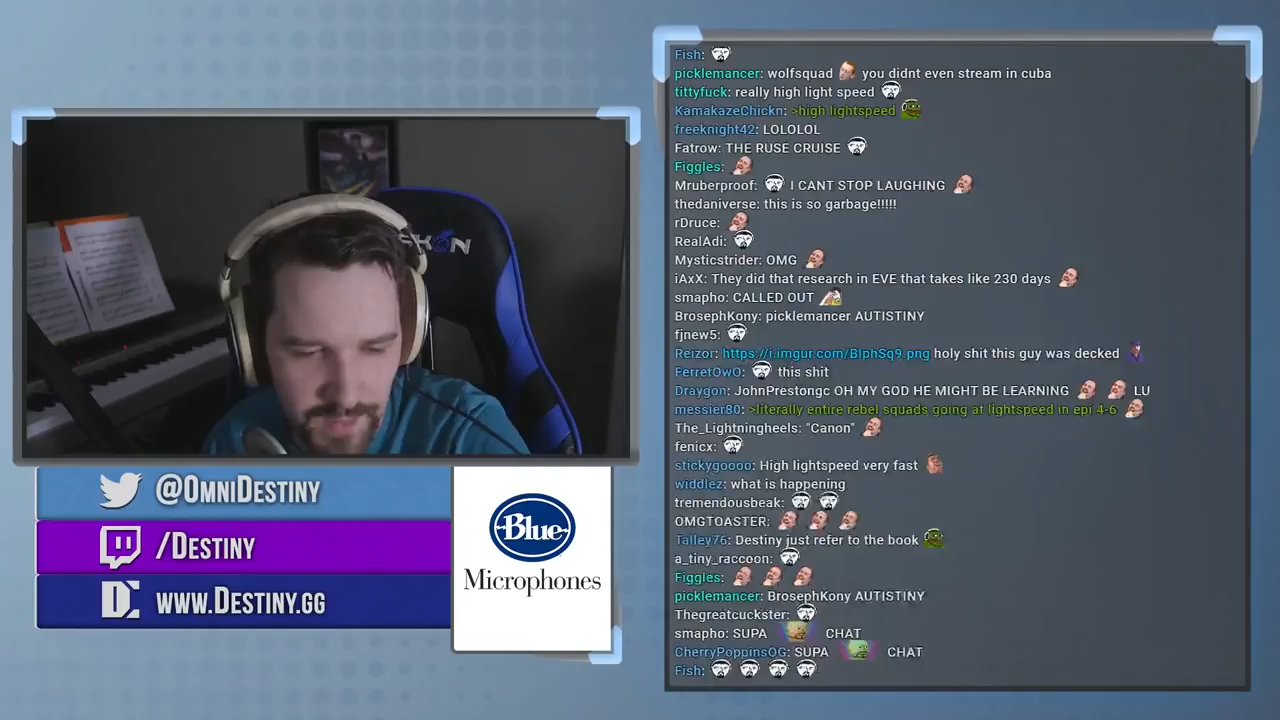 KON
@OmniDestiny
/Destiny
www.Destiny.gg
Blue
Microphones
Fish:
picklemancer: wolfsquad you didnt even stream in cuba
tittyfuck: really high light speed
KamakazeChickn: >high lightspeed
freeknight42: LOLOLOL
Fatrow: THE RUSE CRUISE
Figgles:
Mruberproof: I CANT STOP LAUGHING
thedaniverse: this is so garbage!!!!!
rDruce:
RealAdi:
Mysticstrider: OMG
iAxX: They did that research in EVE that takes like 230 days
smapho: CALLED OUT
BrosephKony: picklemancer AUTISTINY
fjnew5:
Reizor: https://i.imgur.com/BIphSq9.png holy shit this guy was decked
FerretOwO: this shit
Draygon: JohnPrestongc OH MY GOD HE MIGHT BE LEARNING LU
messier80: >literally entire rebel squads going at lightspeed in epi 4-6
The_Lightningheels: "Canon"
fenicx:
stickygoooo: High lightspeed very fast
widdlez: what is happening
tremendousbeak:
OMGTOASTER:
Talley76: Destiny just refer to the book
a_tiny_raccoon:
Figgles:
picklemancer: BrosephKony AUTISTINY
Thegreatcuckster:
smapho: SUPA CHAT
CherryPoppinsOG: SUPA CHAT
Fish: